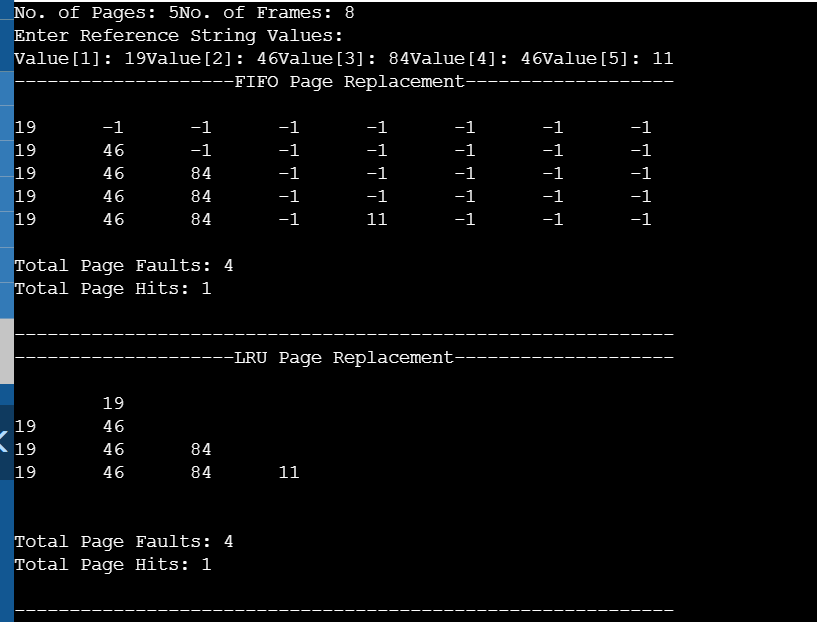 No. of Pages: 5No. of Frames: 8
Enter Reference String Values:
Value[1]: 19Value[2]: 46Value[3]: 84Value[4]: 46Value[5]: 11
--------------------FIFO Page Replacement-------------------
19      -1      -1      -1      -1      -1      -1      -1
19      46      -1      -1      -1      -1      -1      -1
19      46      84      -1      -1      -1      -1      -1
19      46      84      -1      -1      -1      -1      -1
19      46      84      -1      11      -1      -1      -1
Total Page Faults: 4
Total Page Hits: 1
------------------------------------------------------------
--------------------LRU Page Replacement--------------------
        19
19      46
19      46      84
19      46      84      11
Total Page Faults: 4
Total Page Hits: 1
------------------------------------------------------------